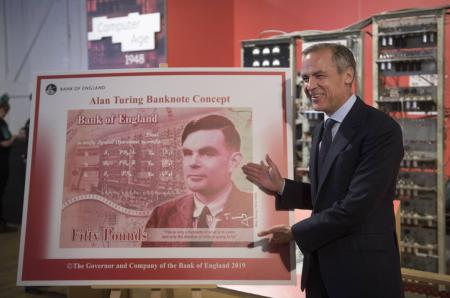 Computer
Age
1948
BANK OF ENGLAND
Alan Turing Banknote Concept
Bank of England
Fifty Pounds
Turing
©The Governor and Company of the Bank of England 2019